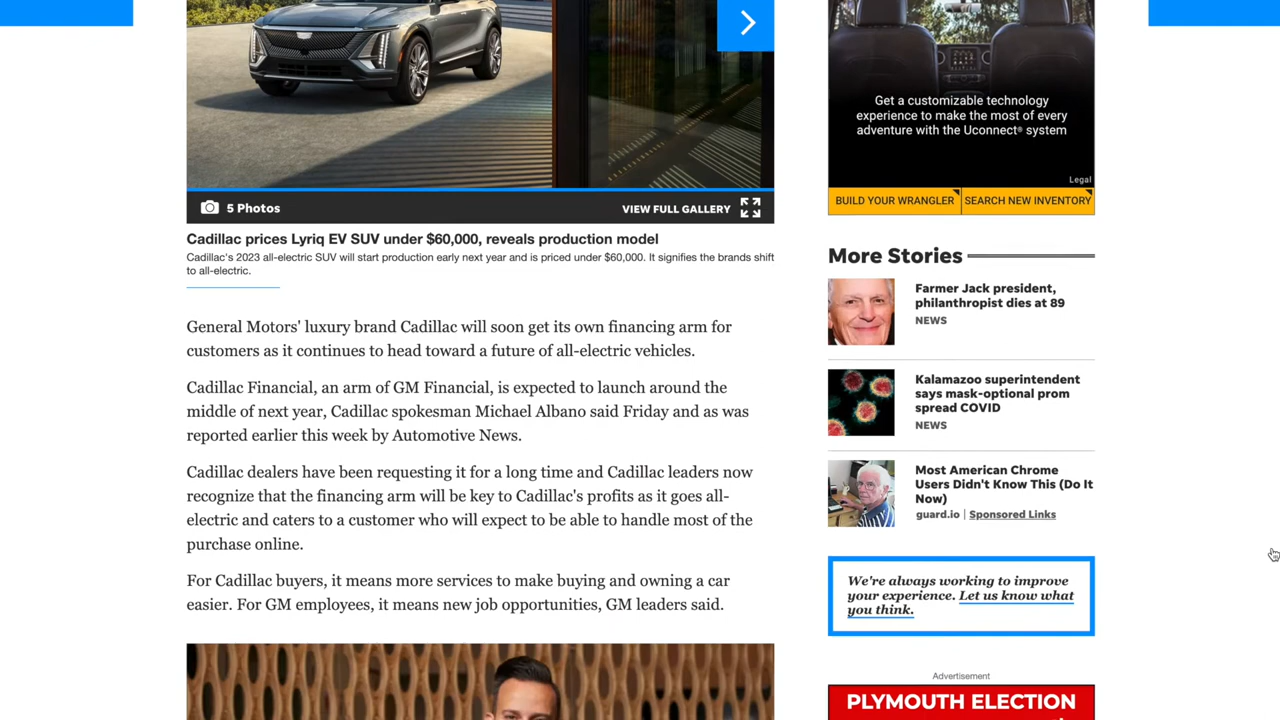 5 Photos
VIEW FULL GALLERY
Cadillac prices Lyriq EV SUV under $60,000, reveals production model
Cadillac's 2023 all-electric SUV will start production early next year and is priced under $60,000. It signifies the brands shift
to all-electric.
General Motors' luxury brand Cadillac will soon get its own financing arm for
customers as it continues to head toward a future of all-electric vehicles.
Cadillac Financial, an arm of GM Financial, is expected to launch around the
middle of next year, Cadillac spokesman Michael Albano said Friday and as was
reported earlier this week by Automotive News.
Cadillac dealers have been requesting it for a long time and Cadillac leaders now
recognize that the financing arm will be key to Cadillac's profits as it goes all-
electric and caters to a customer who will expect to be able to handle most of the
purchase online.
For Cadillac buyers, it means more services to make buying and owning a car
easier. For GM employees, it means new job opportunities, GM leaders said.
Get a customizable technology
experience to make the most of every
adventure with the Uconnect® system
Legal
BUILD YOUR WRANGLER
SEARCH NEW INVENTORY
More Stories
Farmer Jack president,
philanthropist dies at 89
NEWS
Kalamazoo superintendent
says mask-optional prom
spread COVID
NEWS
Most American Chrome
Users Didn't Know This (Do It
Now)
guard.io | Sponsored Links
We're always working to improve
your experience. Let us know what
you think.
Advertisement
PLYMOUTH ELECTION